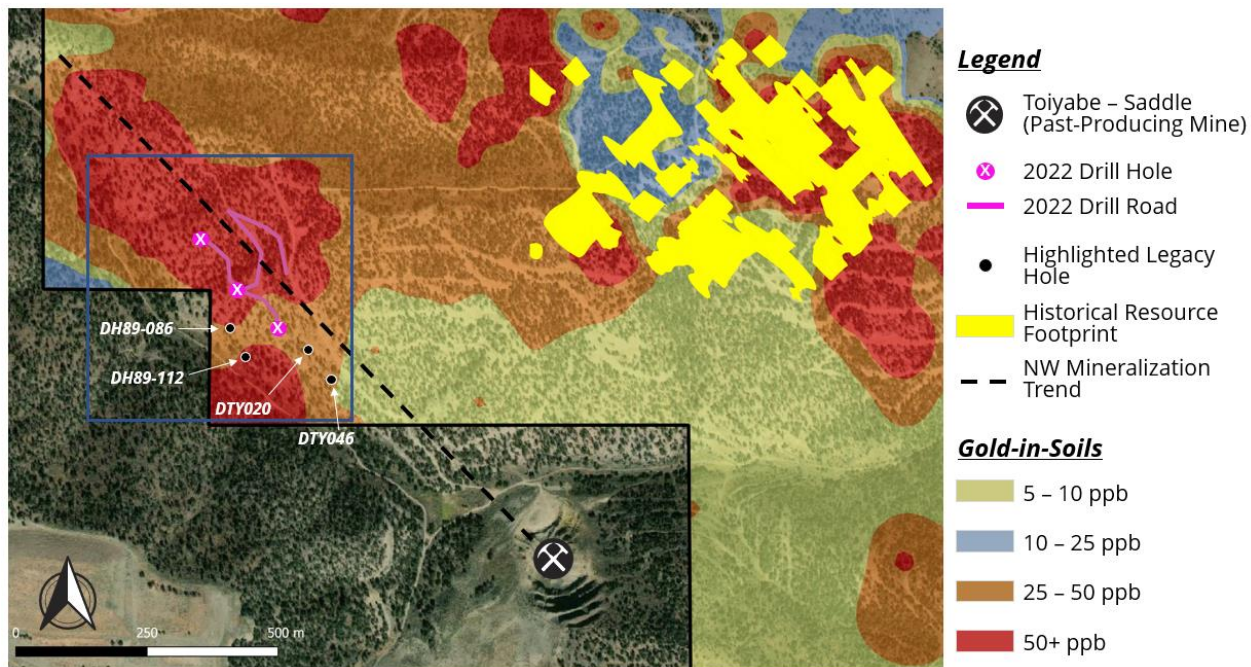 DH89-086
DH89-112
DTY020
DTY046
0
250
500 m
Legend
Toiyabe – Saddle
(Past-Producing Mine)
X 2022 Drill Hole
2022 Drill Road
Highlighted Legacy
Hole
Historical Resource
Footprint
NW Mineralization
Trend
Gold-in-Soils
5 – 10 ppb
10 – 25 ppb
25 – 50 ppb
50+ ppb
X
X
X